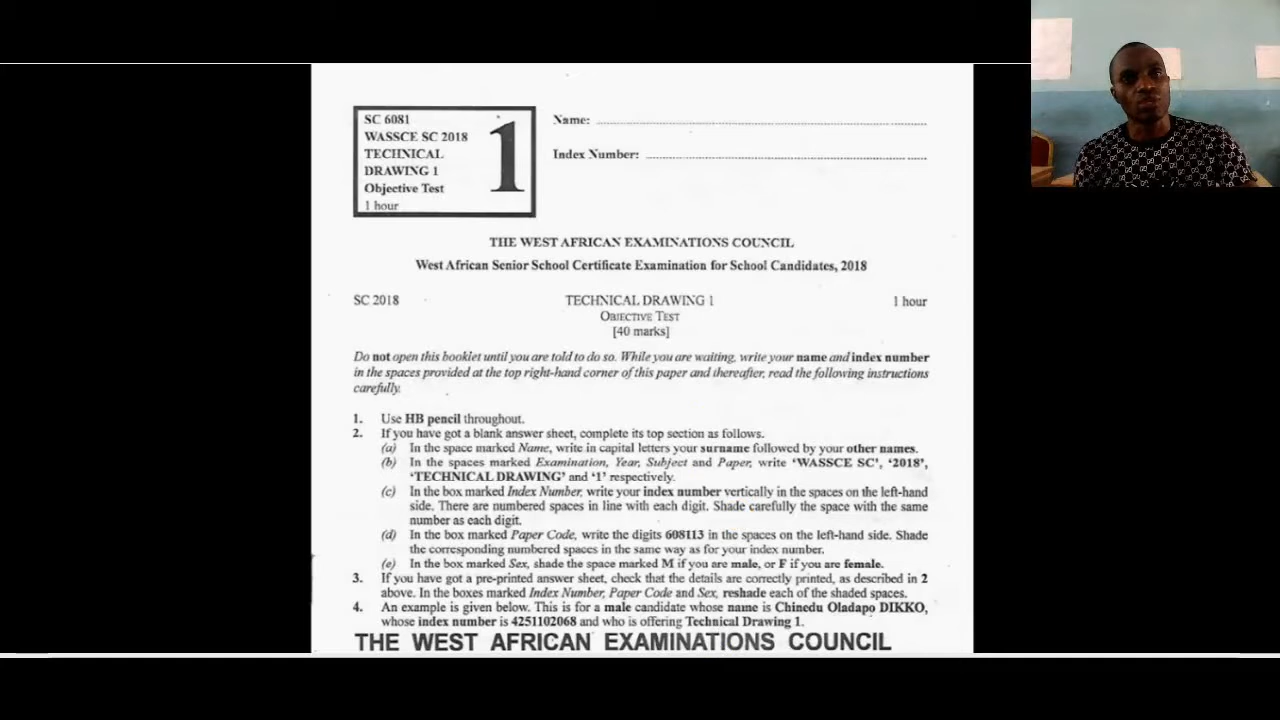 SC 6081
WASSCE SC 2018
TECHNICAL
DRAWING 1
Objective Test
1 hour
1
Name:
Index Number:
THE WEST AFRICAN EXAMINATIONS COUNCIL
West African Senior School Certificate Examination for School Candidates, 2018
SC 2018 TECHNICAL DRAWING 1 1 hour
OBJECTIVE TEST
[40 marks]
Do not open this booklet until you are told to do so. While you are waiting, write your name and index number
in the spaces provided at the top right-hand corner of this paper and thereafter, read the following instructions
carefully.
1. Use HB pencil throughout.
2. If you have got a blank answer sheet, complete its top section as follows.
(a) In the space marked Name, write in capital letters your surname followed by your other names.
(b) In the spaces marked Examination, Year, Subject and Paper, write 'WASSCE SC', '2018',
'TECHNICAL DRAWING' and '1' respectively.
(c) In the box marked Index Number, write your index number vertically in the spaces on the left-hand
side. There are numbered spaces in line with each digit. Shade carefully the space with the same
number as each digit.
(d) In the box marked Paper Code, write the digits 608113 in the spaces on the left-hand side. Shade
the corresponding numbered spaces in the same way as for your index number.
(e) In the box marked Sex, shade the space marked M if you are male, or F if you are female.
3. If you have got a pre-printed answer sheet, check that the details are correctly printed, as described in 2
above. In the boxes marked Index Number, Paper Code and Sex, reshade each of the shaded spaces.
4. An example is given below. This is for a male candidate whose name is Chinedu Oladapo DIKKO,
whose index number is 4251102068 and who is offering Technical Drawing 1.
THE WEST AFRICAN EXAMINATIONS COUNCIL